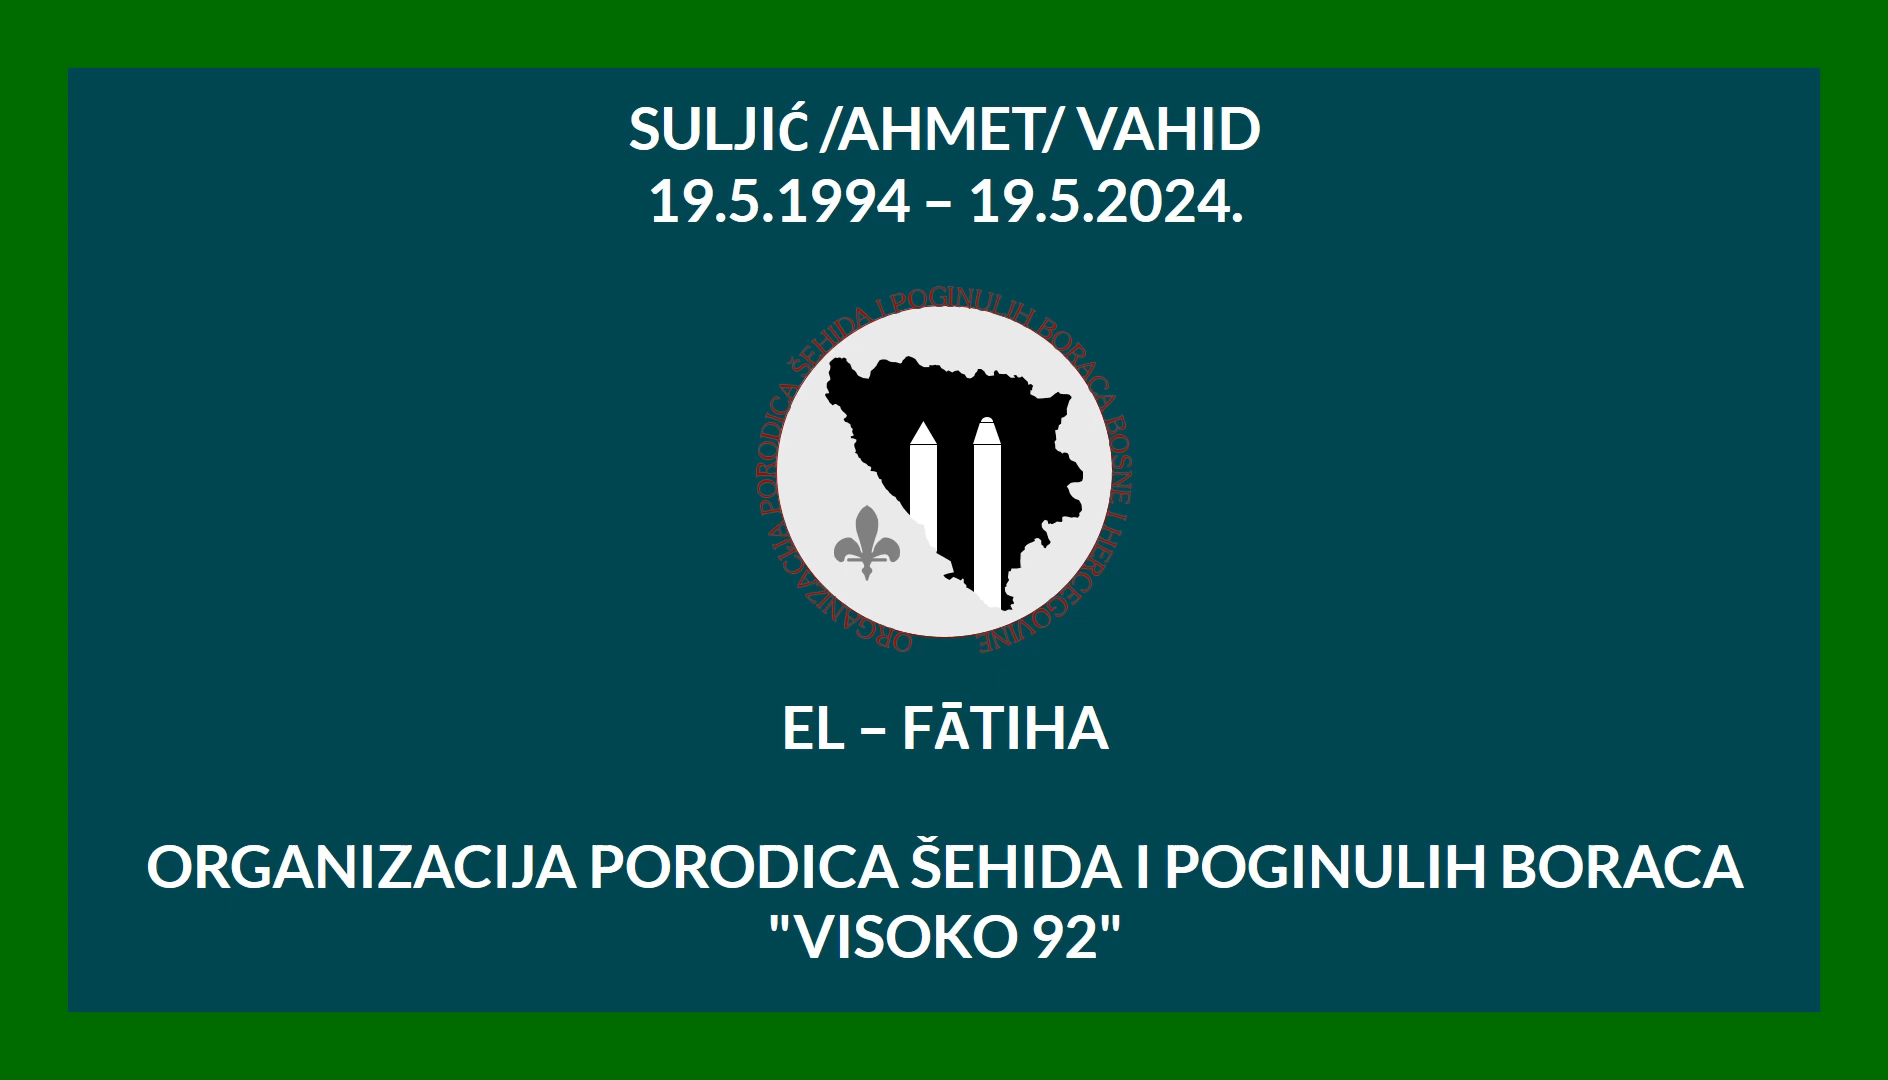 SULJIĆ /AHMET/ VAHID
19.5.1994 – 19.5.2024.
ORGANIZACIJA PORODICA ŠEHIDA I POGINULIH BORACA BOSNE I HERCEGOVINE
EL – FĀTIHA
ORGANIZACIJA PORODICA ŠEHIDA I POGINULIH BORACA
"VISOKO 92"